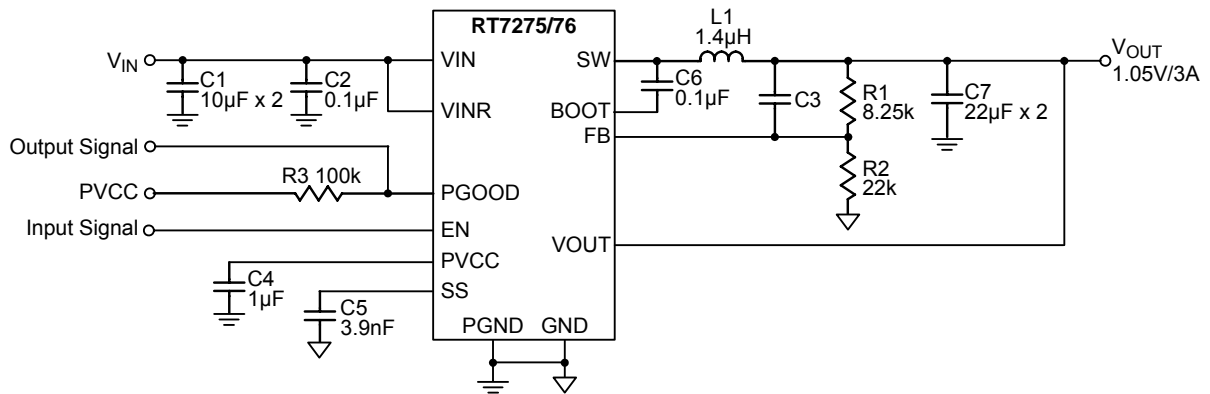 RT7275/76
VIN
C1
10μF x 2
C2
0.1μF
VIN
VINR
Output Signal
PVCC
R3 100k
PGOOD
Input Signal
EN
PVCC
C4
1μF
SS
C5
3.9nF
PGND
GND
SW
L1
1.4μH
C6
0.1μF
BOOT
FB
C3
R1
8.25k
R2
22k
C7
22μF x 2
VOUT
1.05V/3A
VOUT